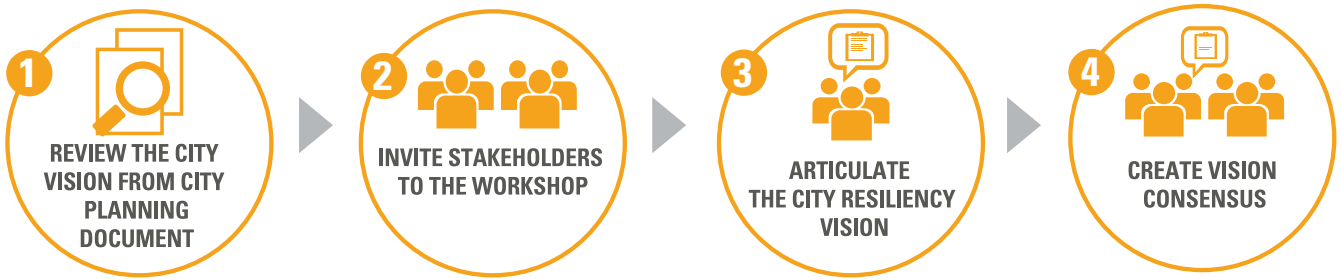 1
REVIEW THE CITY
VISION FROM CITY
PLANNING
DOCUMENT
2
INVITE STAKEHOLDERS
TO THE WORKSHOP
3
ARTICULATE
THE CITY RESILIENCY
VISION
4
CREATE VISION
CONSENSUS